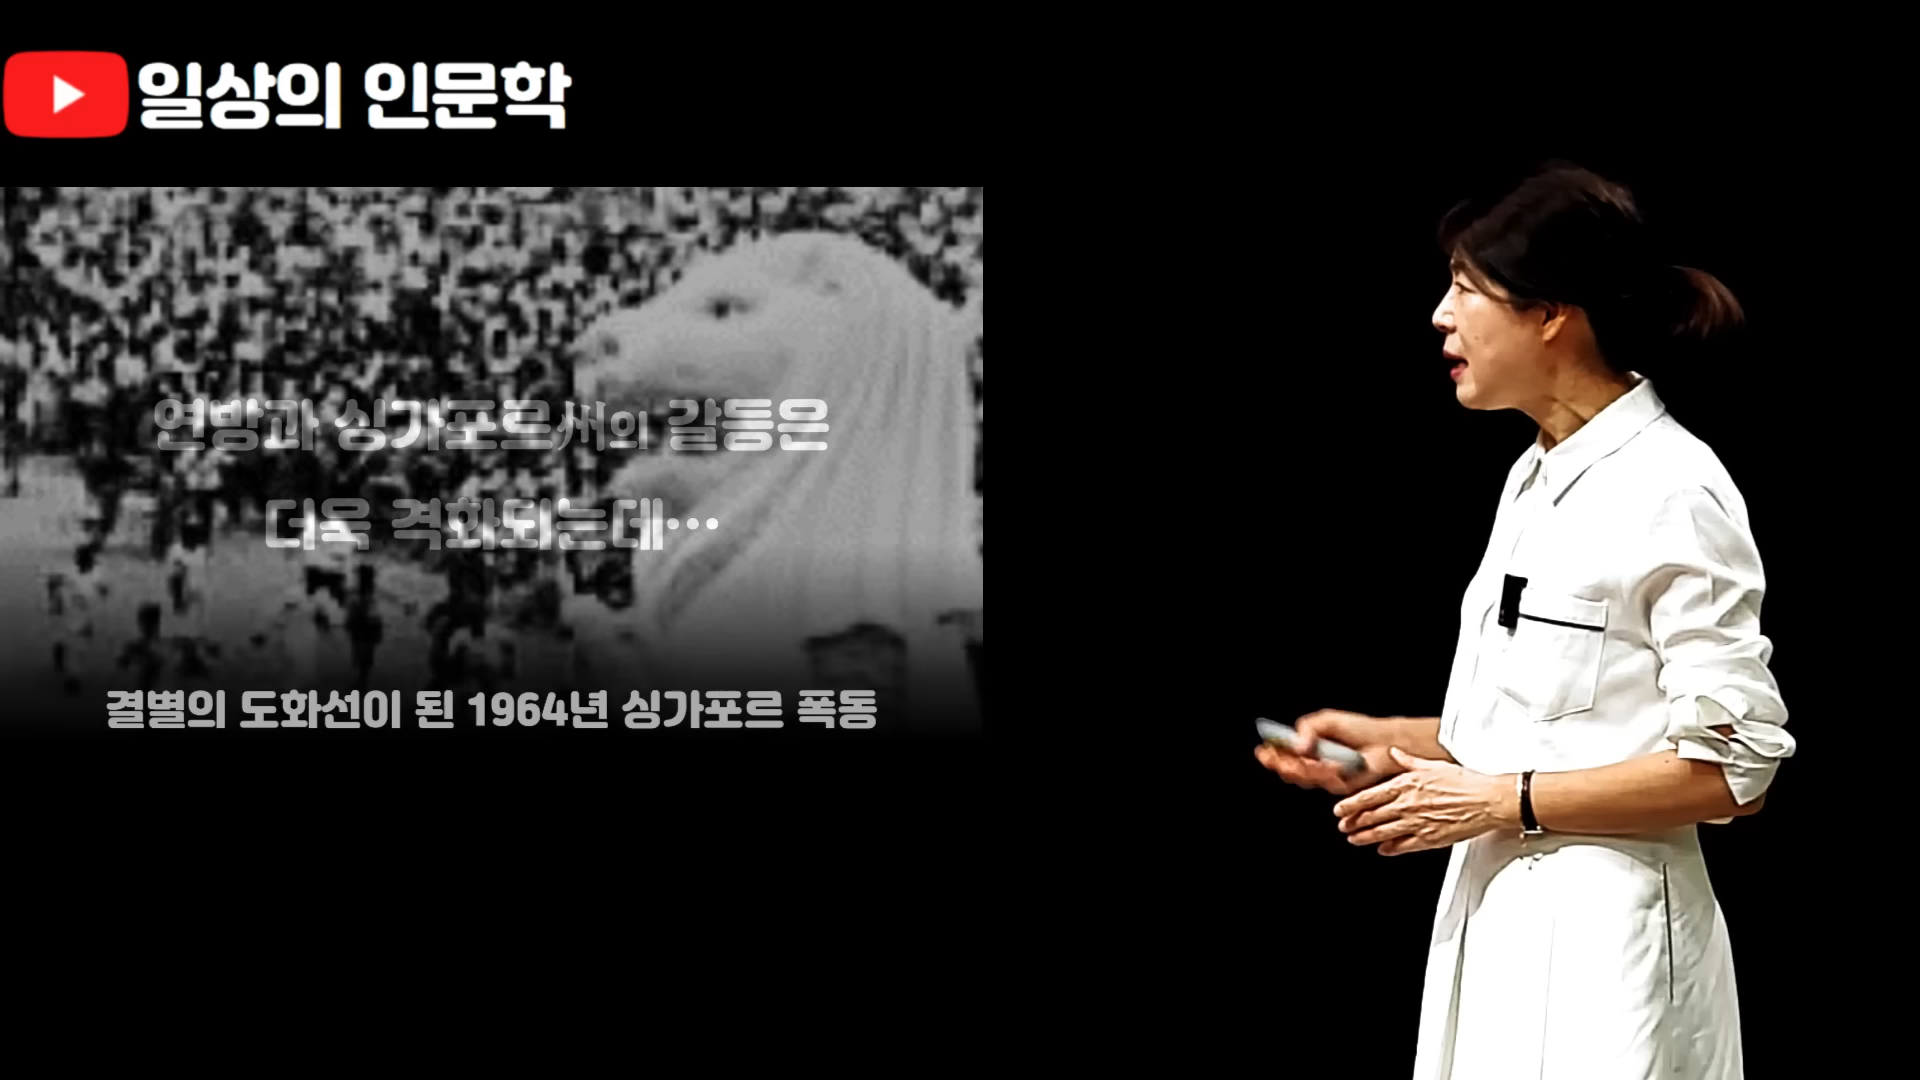 일상의 인문학
연방과 싱가포르州의 갈등은
더욱 격화되는데…
결별의 도화선이 된 1964년 싱가포르 폭동